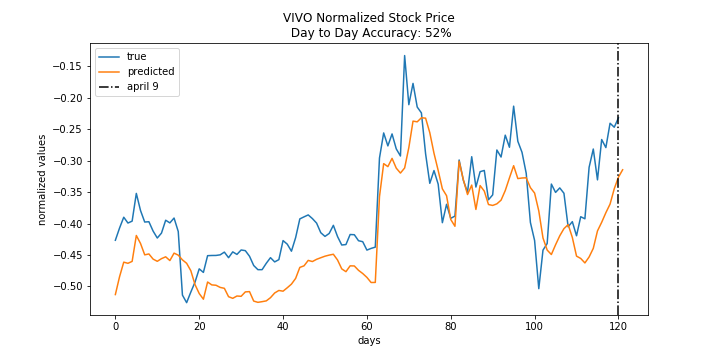 VIVO Normalized Stock Price
Day to Day Accuracy: 52%
true
predicted
april 9
normalized values
−0.15
−0.20
−0.25
−0.30
−0.35
−0.40
−0.45
−0.50
0
20
40
60
80
100
120
days